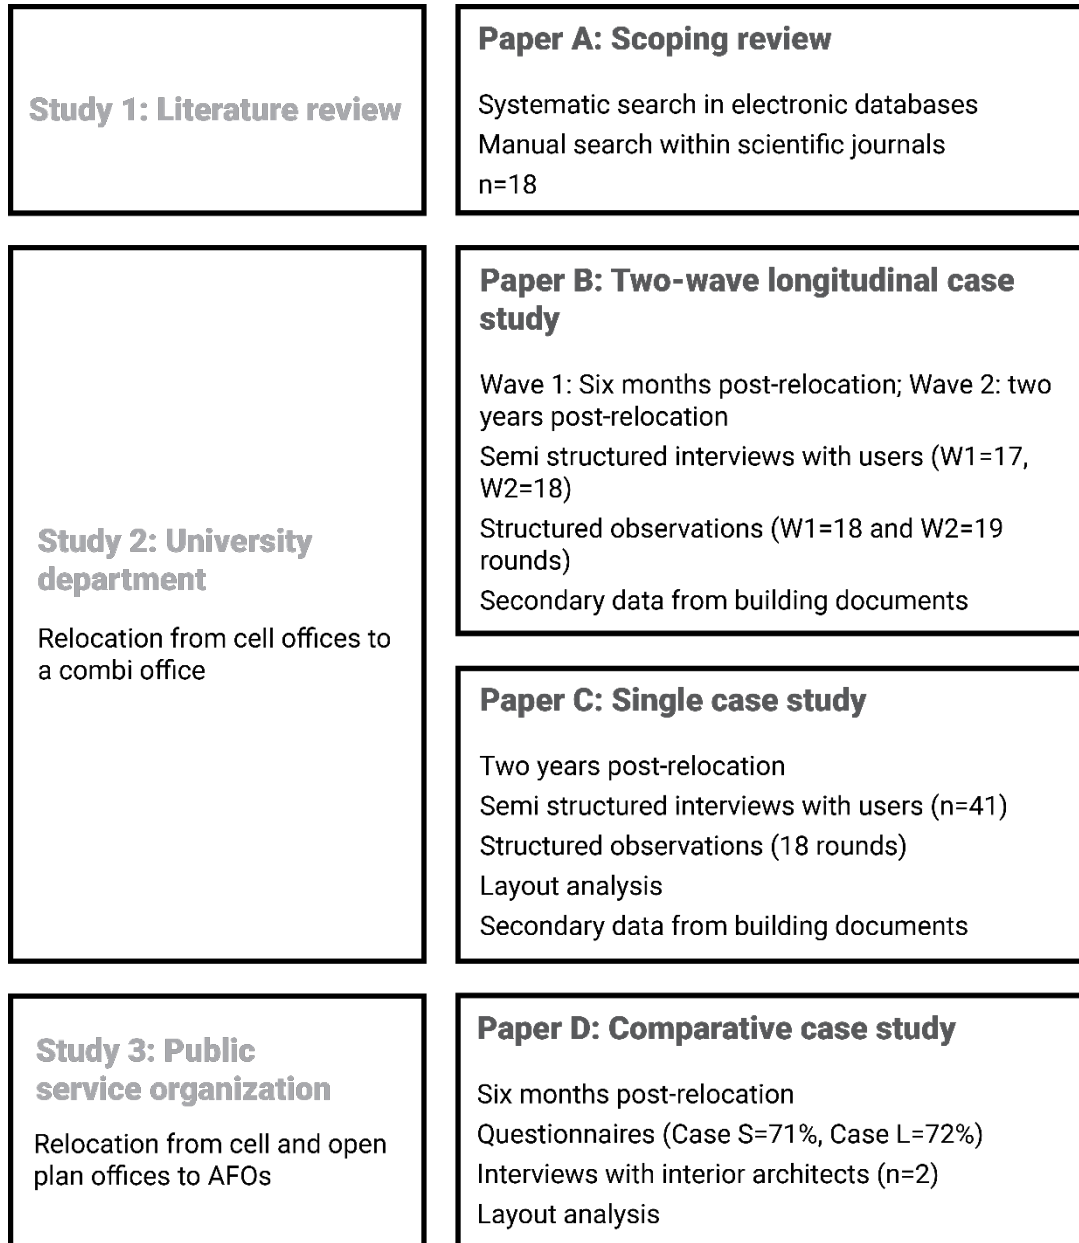 Study 1: Literature review
Paper A: Scoping review
Systematic search in electronic databases
Manual search within scientific journals
n=18
Study 2: University
department
Relocation from cell offices to
a combi office
Paper B: Two-wave longitudinal case
study
Wave 1: Six months post-relocation; Wave 2: two
years post-relocation
Semi structured interviews with users (W1=17,
W2=18)
Structured observations (W1=18 and W2=19
rounds)
Secondary data from building documents
Paper C: Single case study
Two years post-relocation
Semi structured interviews with users (n=41)
Structured observations (18 rounds)
Layout analysis
Secondary data from building documents
Study 3: Public
service organization
Relocation from cell and open
plan offices to AFOs
Paper D: Comparative case study
Six months post-relocation
Questionnaires (Case S=71%, Case L=72%)
Interviews with interior architects (n=2)
Layout analysis